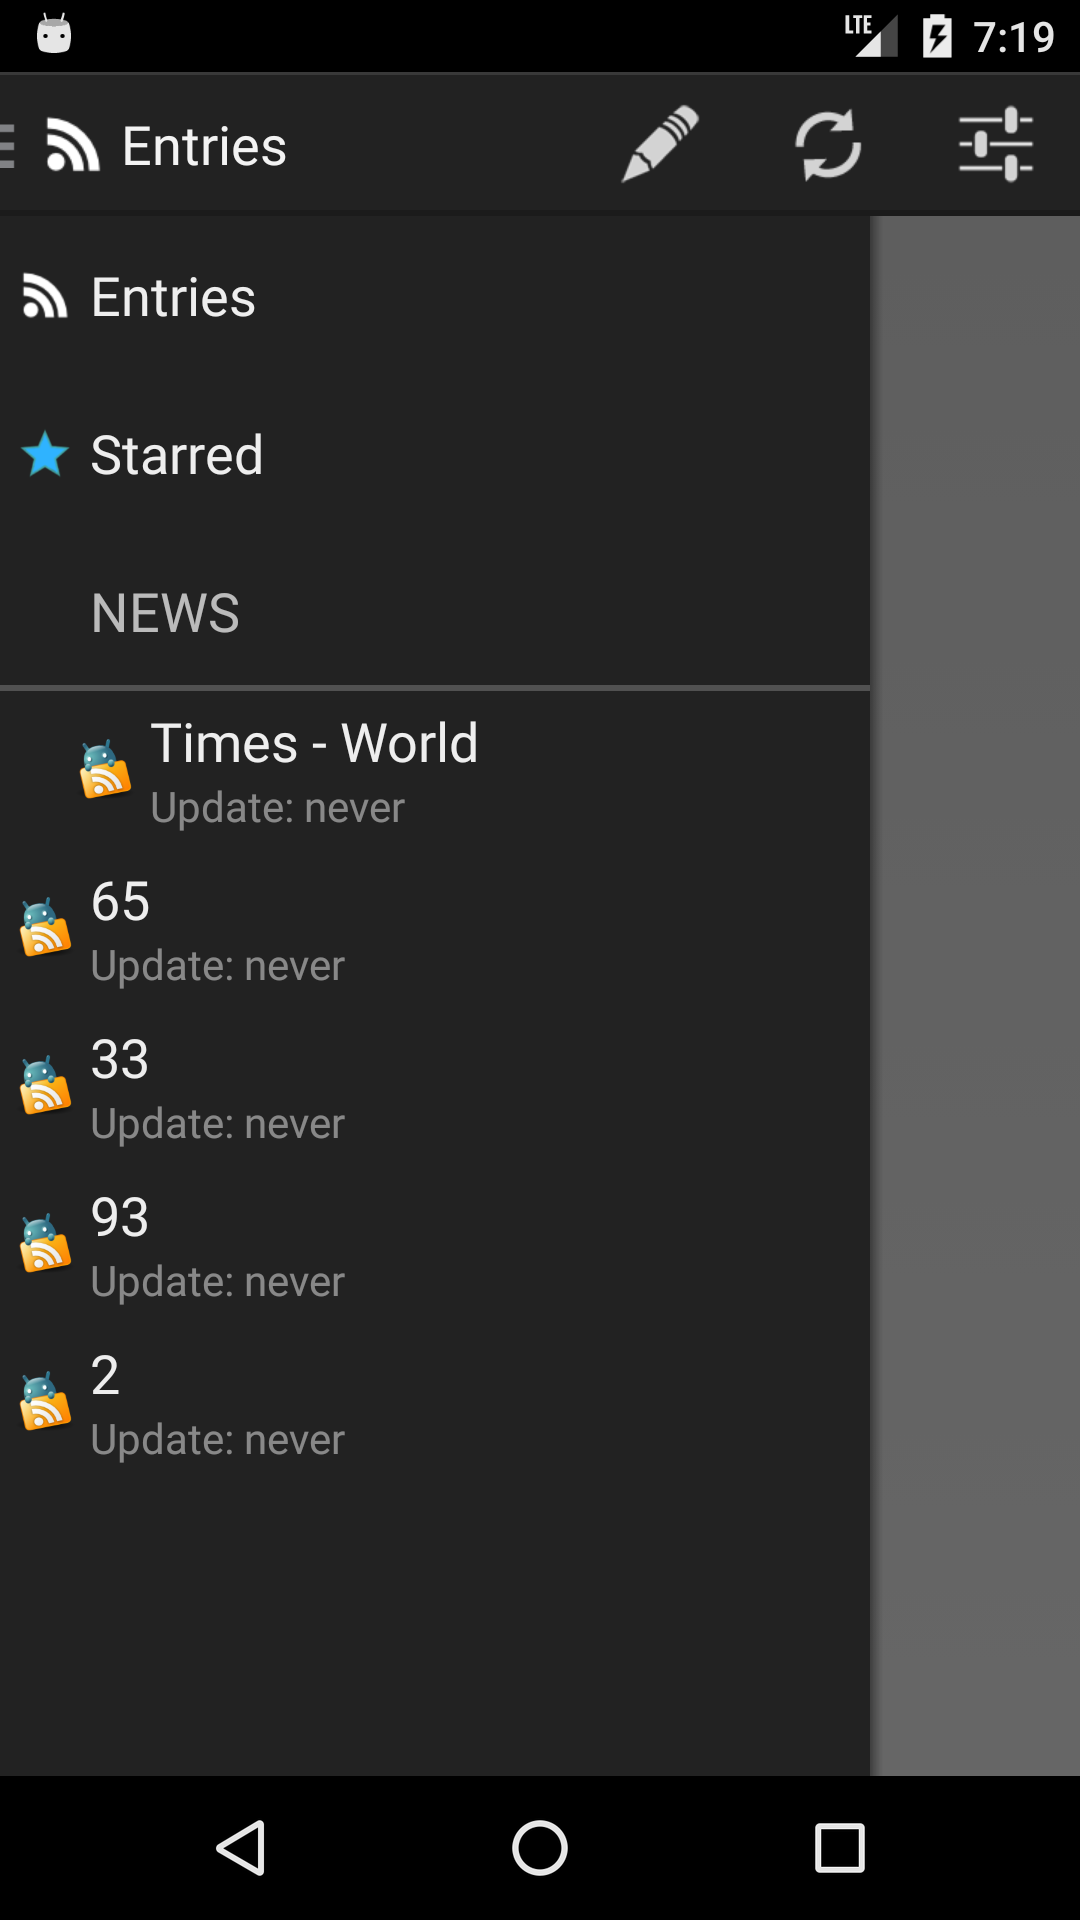 LTE 7:19
Entries
Entries
Starred
NEWS
Times - World
Update: never
65
Update: never
33
Update: never
93
Update: never
2
Update: never